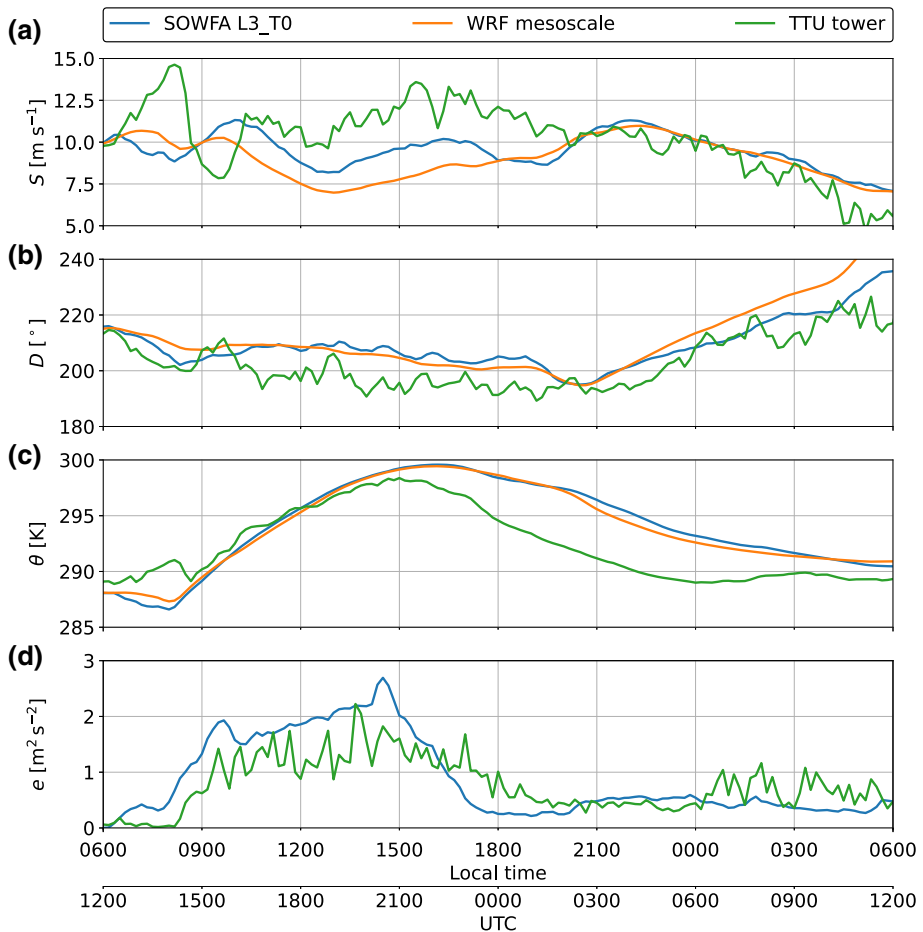 (a)
SOWFA L3_T0 WRF mesoscale TTU tower
15.0
12.5
10.0
7.5
5.0
S [m s⁻¹]
(b)
240
220
200
180
D [°]
(c)
300
295
290
285
θ [K]
(d)
3
2
1
0
e [m² s⁻²]
0600 0900 1200 1500 1800 2100 0000 0300 0600
Local time
1200 1500 1800 2100 0000 0300 0600 0900 1200
UTC